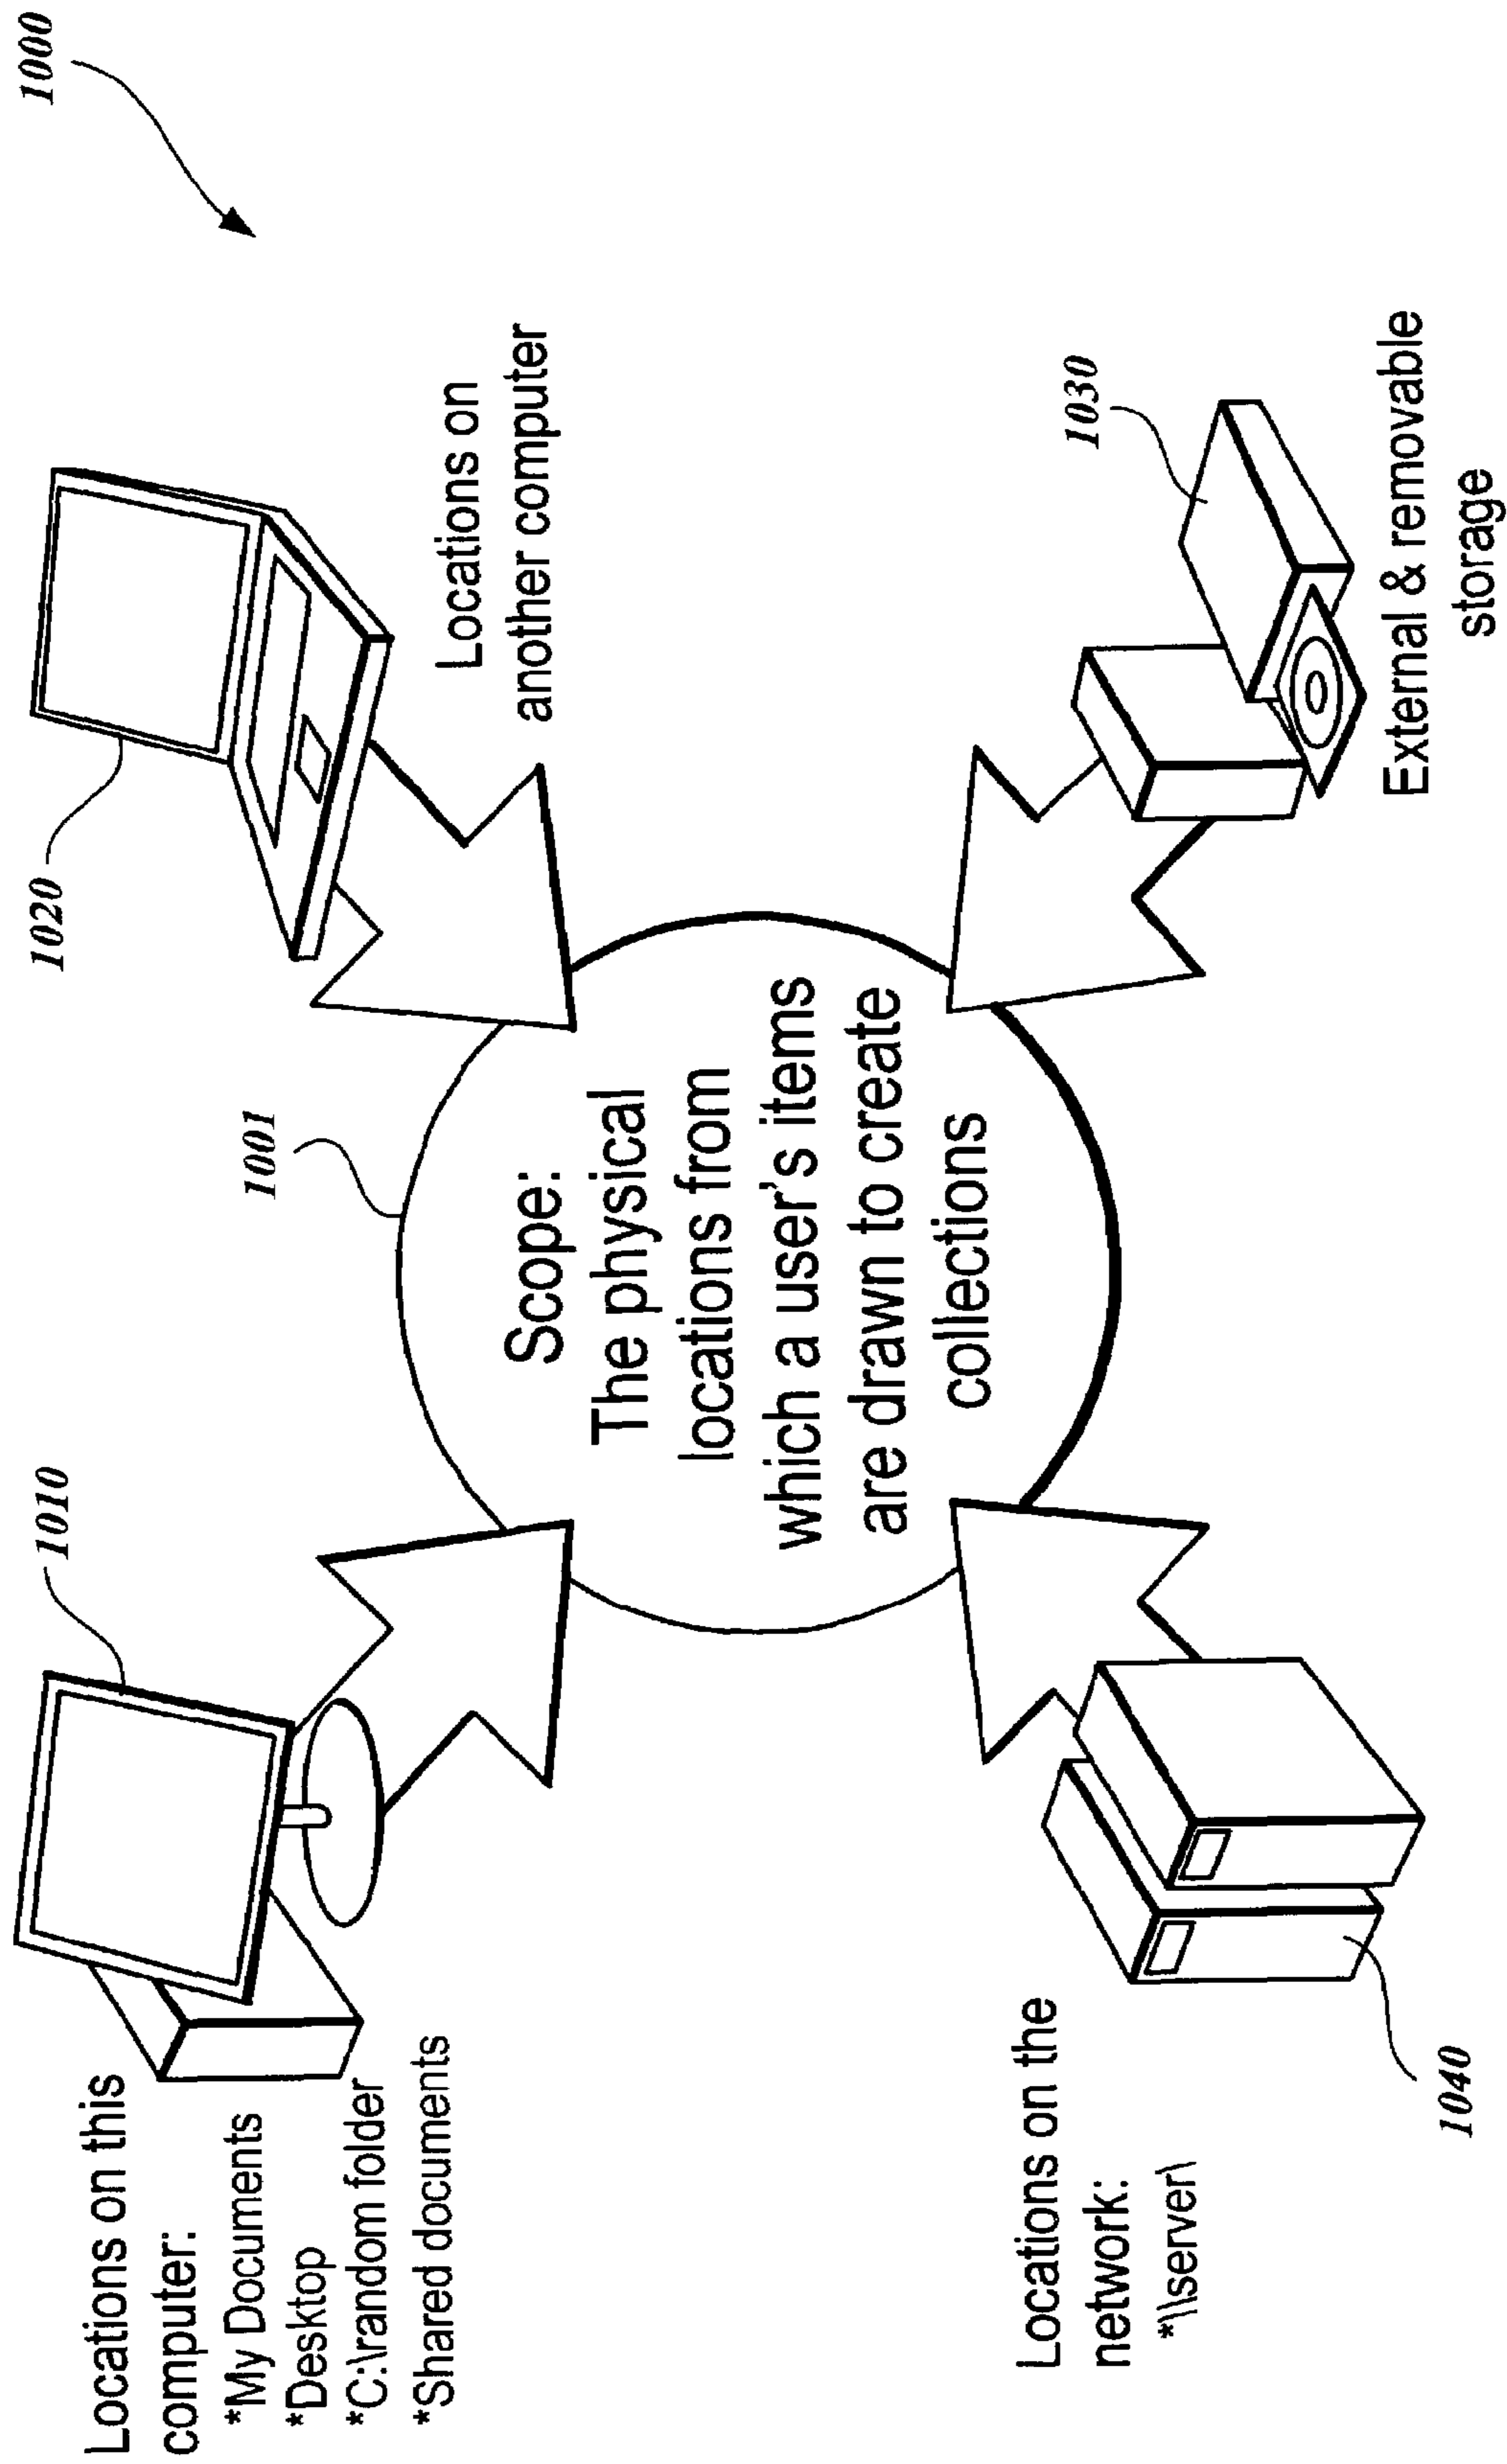 1000
1010
1020
Locations on this
computer:
*My Documents
*Desktop
*C:\random folder
*Shared documents
1001
Locations on
another computer
Scope:
The physical
locations from
which a user's items
are drawn to create
collections
Locations on the
network:
*\\server\
1040
1030
External & removable
storage